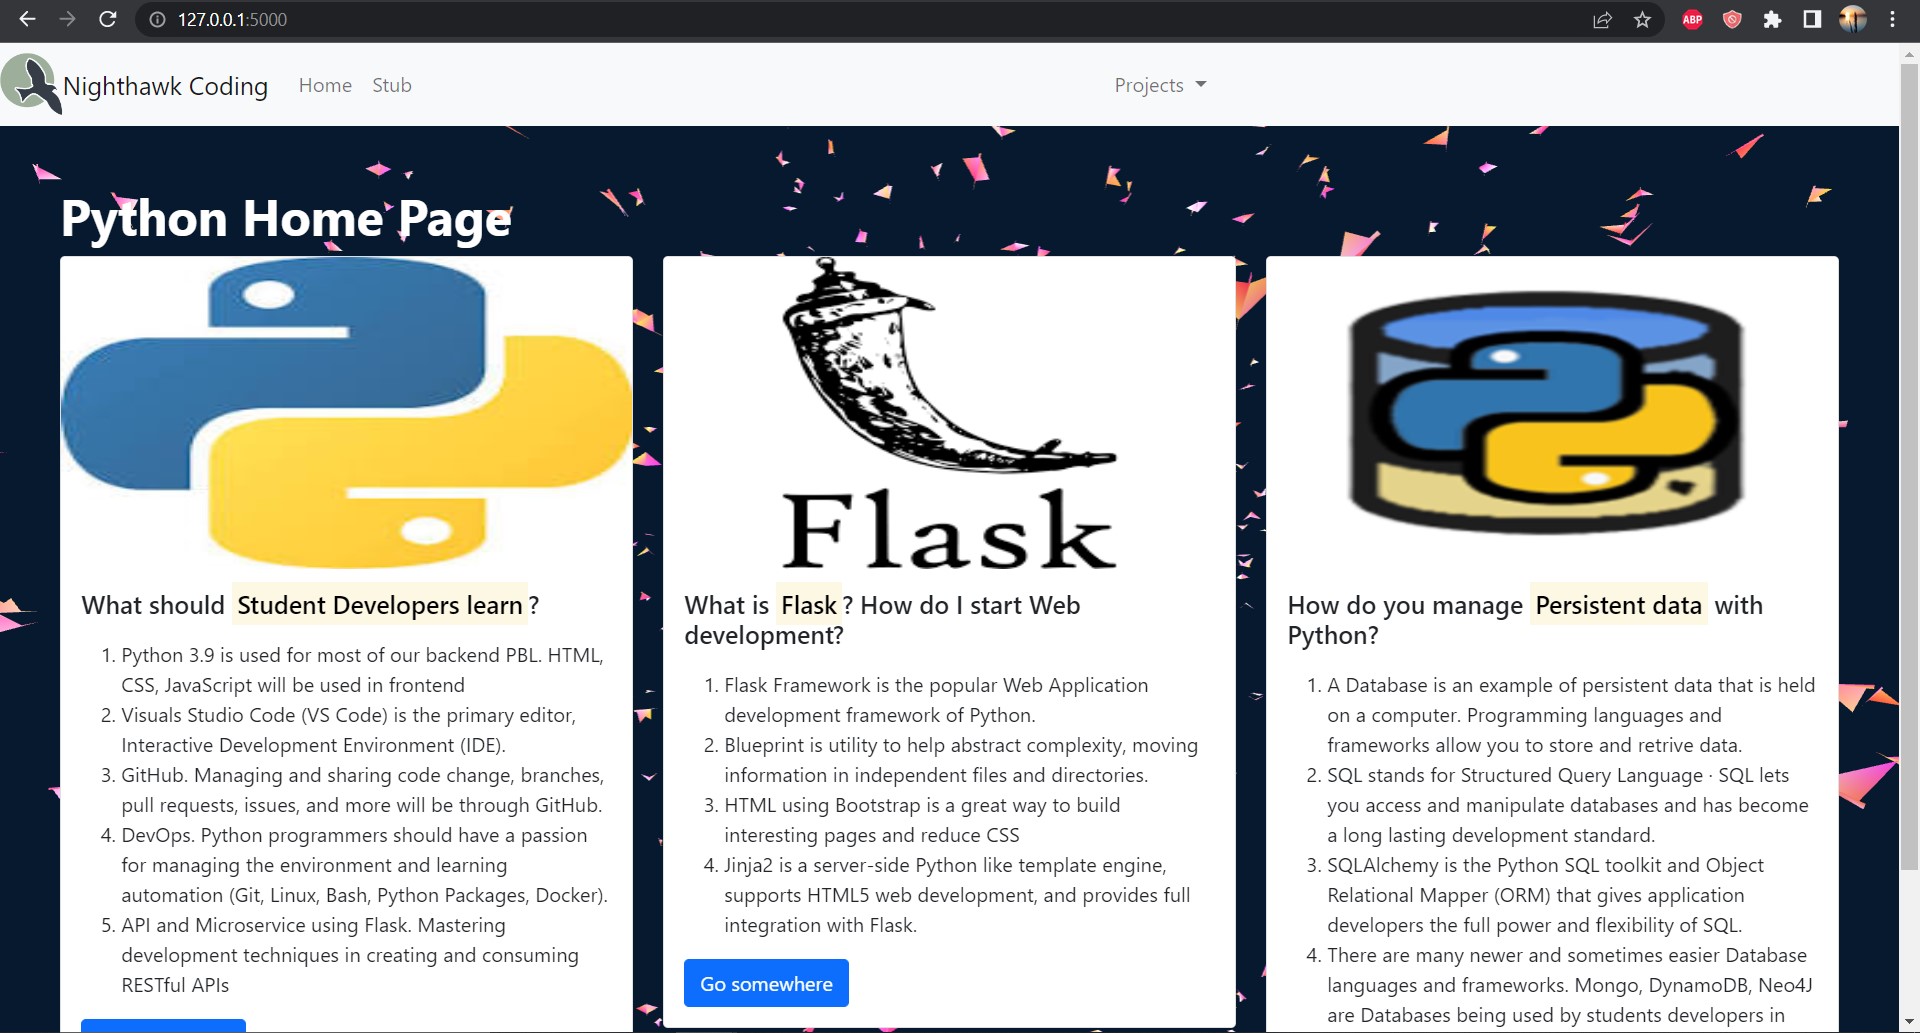 127.0.0.1:5000
ABP
Nighthawk Coding
Home
Stub
Projects
Python Home Page
What should Student Developers learn ?
1. Python 3.9 is used for most of our backend PBL. HTML,
CSS, JavaScript will be used in frontend
2. Visuals Studio Code (VS Code) is the primary editor,
Interactive Development Environment (IDE).
3. GitHub. Managing and sharing code change, branches,
pull requests, issues, and more will be through GitHub.
4. DevOps. Python programmers should have a passion
for managing the environment and learning
automation (Git, Linux, Bash, Python Packages, Docker).
5. API and Microservice using Flask. Mastering
development techniques in creating and consuming
RESTful APIs
Flask
What is Flask ? How do I start Web
development?
1. Flask Framework is the popular Web Application
development framework of Python.
2. Blueprint is utility to help abstract complexity, moving
information in independent files and directories.
3. HTML using Bootstrap is a great way to build
interesting pages and reduce CSS
4. Jinja2 is a server-side Python like template engine,
supports HTML5 web development, and provides full
integration with Flask.
Go somewhere
How do you manage Persistent data with
Python?
1. A Database is an example of persistent data that is held
on a computer. Programming languages and
frameworks allow you to store and retrive data.
2. SQL stands for Structured Query Language · SQL lets
you access and manipulate databases and has become
a long lasting development standard.
3. SQLAlchemy is the Python SQL toolkit and Object
Relational Mapper (ORM) that gives application
developers the full power and flexibility of SQL.
4. There are many newer and sometimes easier Database
languages and frameworks. Mongo, DynamoDB, Neo4J
are Databases being used by students developers in